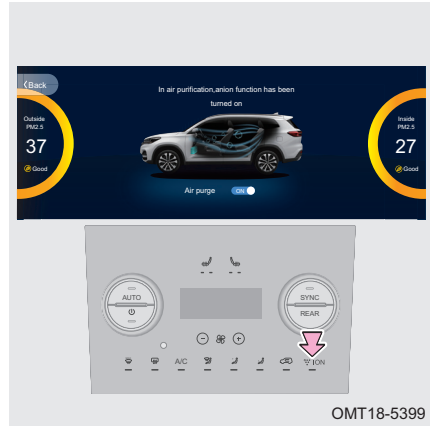 Back
In air purification,anion function has been
turned on
Outside
PM2.5
37
Good
Inside
PM2.5
27
Good
Air purge ON
AUTO
SYNC
REAR
A/C
ION
OMT18-5399